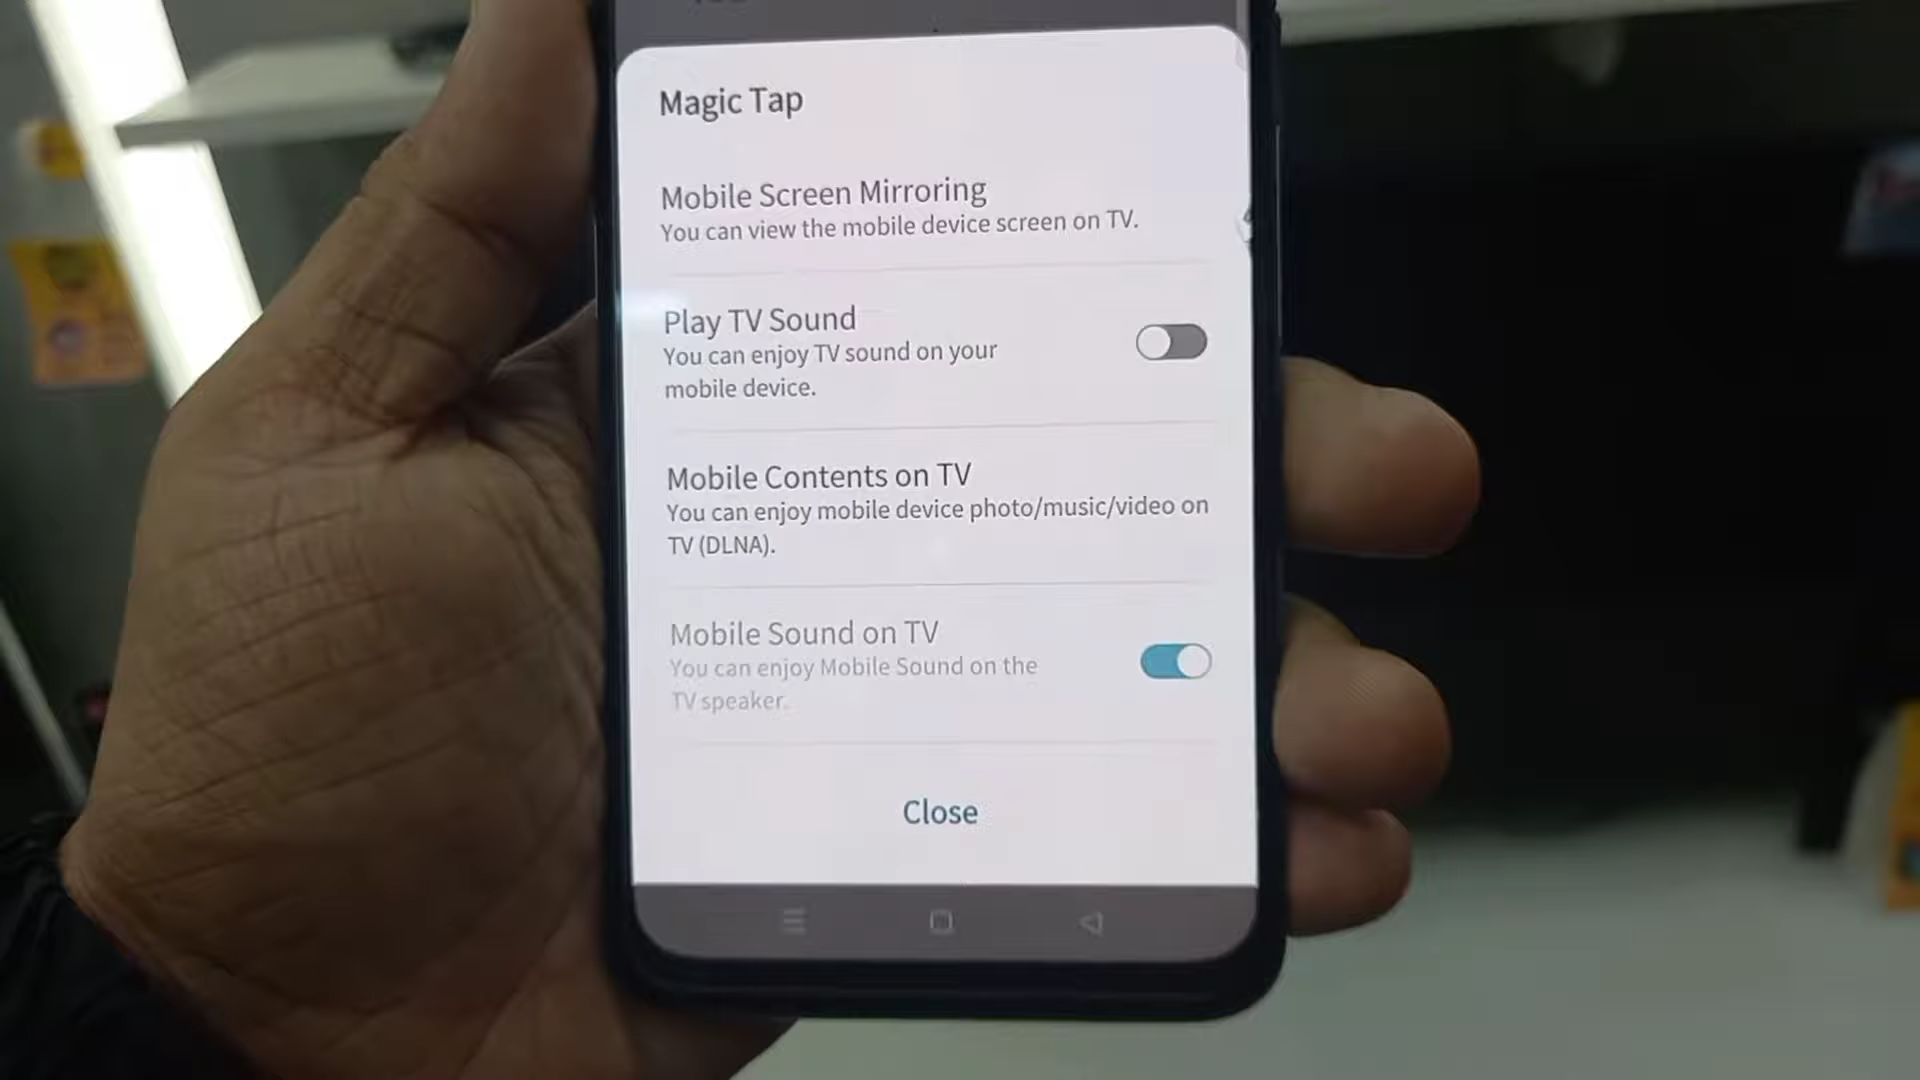 Magic Tap
Mobile Screen Mirroring
You can view the mobile device screen on TV.
Play TV Sound
You can enjoy TV sound on your
mobile device.
Mobile Contents on TV
You can enjoy mobile device photo/music/video on
TV (DLNA).
Mobile Sound on TV
You can enjoy Mobile Sound on the
TV speaker.
Close